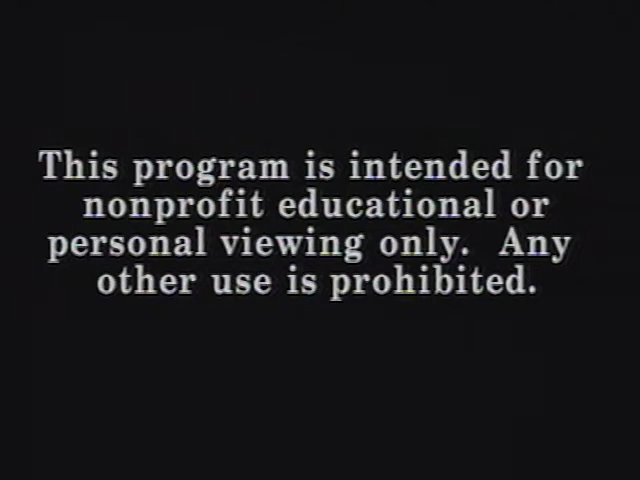 This program is intended for
nonprofit educational or
personal viewing only.  Any
other use is prohibited.